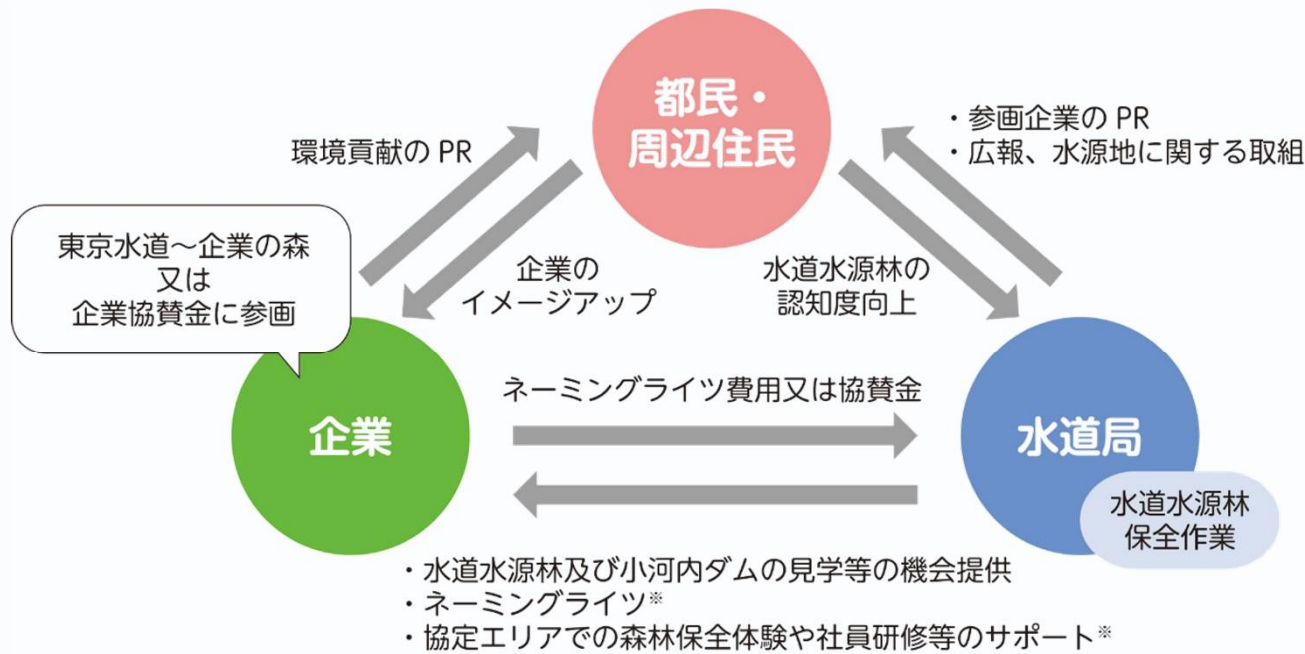 都民・
周辺住民
環境貢献の PR
・参画企業の PR
・広報、水源地に関する取組
東京水道～企業の森
又は
企業協賛金に参画
企業の
イメージアップ
水道水源林の
認知度向上
ネーミングライツ費用又は協賛金
企業
水道局
水道水源林
保全作業
・水道水源林及び小河内ダムの見学等の機会提供
・ネーミングライツ※
・協定エリアでの森林保全体験や社員研修等のサポート※